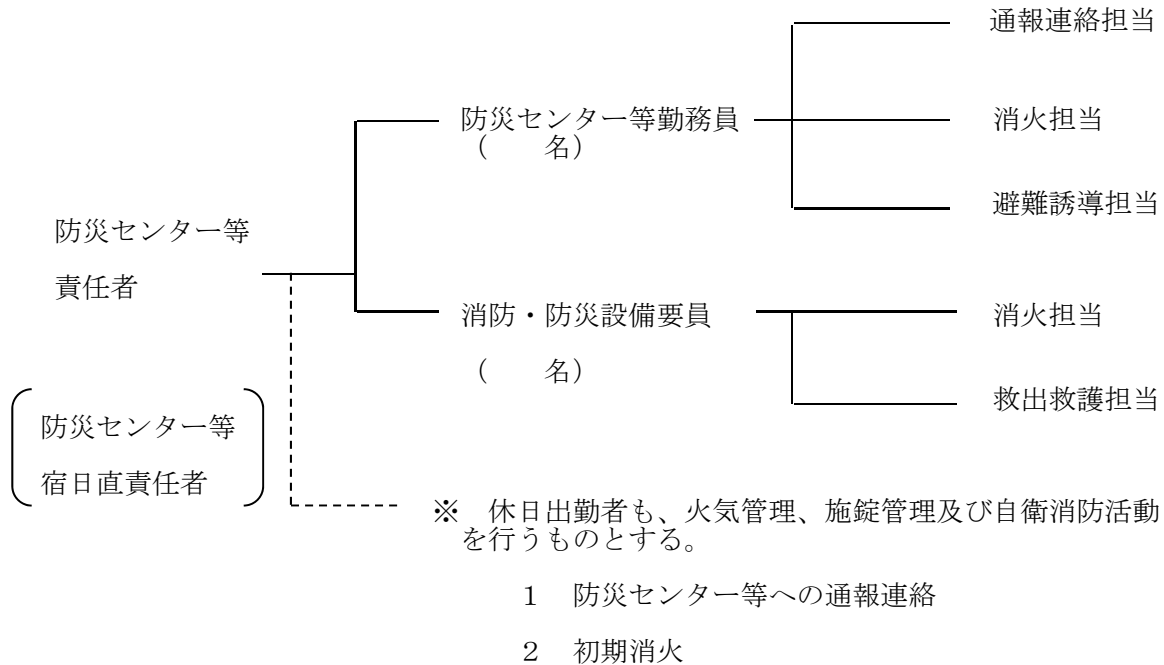 通報連絡担当
防災センター等勤務員
(　　名)
消火担当
避難誘導担当
防災センター等
責任者
消防・防災設備要員
(　　名)
消火担当
救出救護担当
防災センター等
宿日直責任者
※　休日出勤者も、火気管理、施錠管理及び自衛消防活動
を行うものとする。
１　防災センター等への通報連絡
２　初期消火